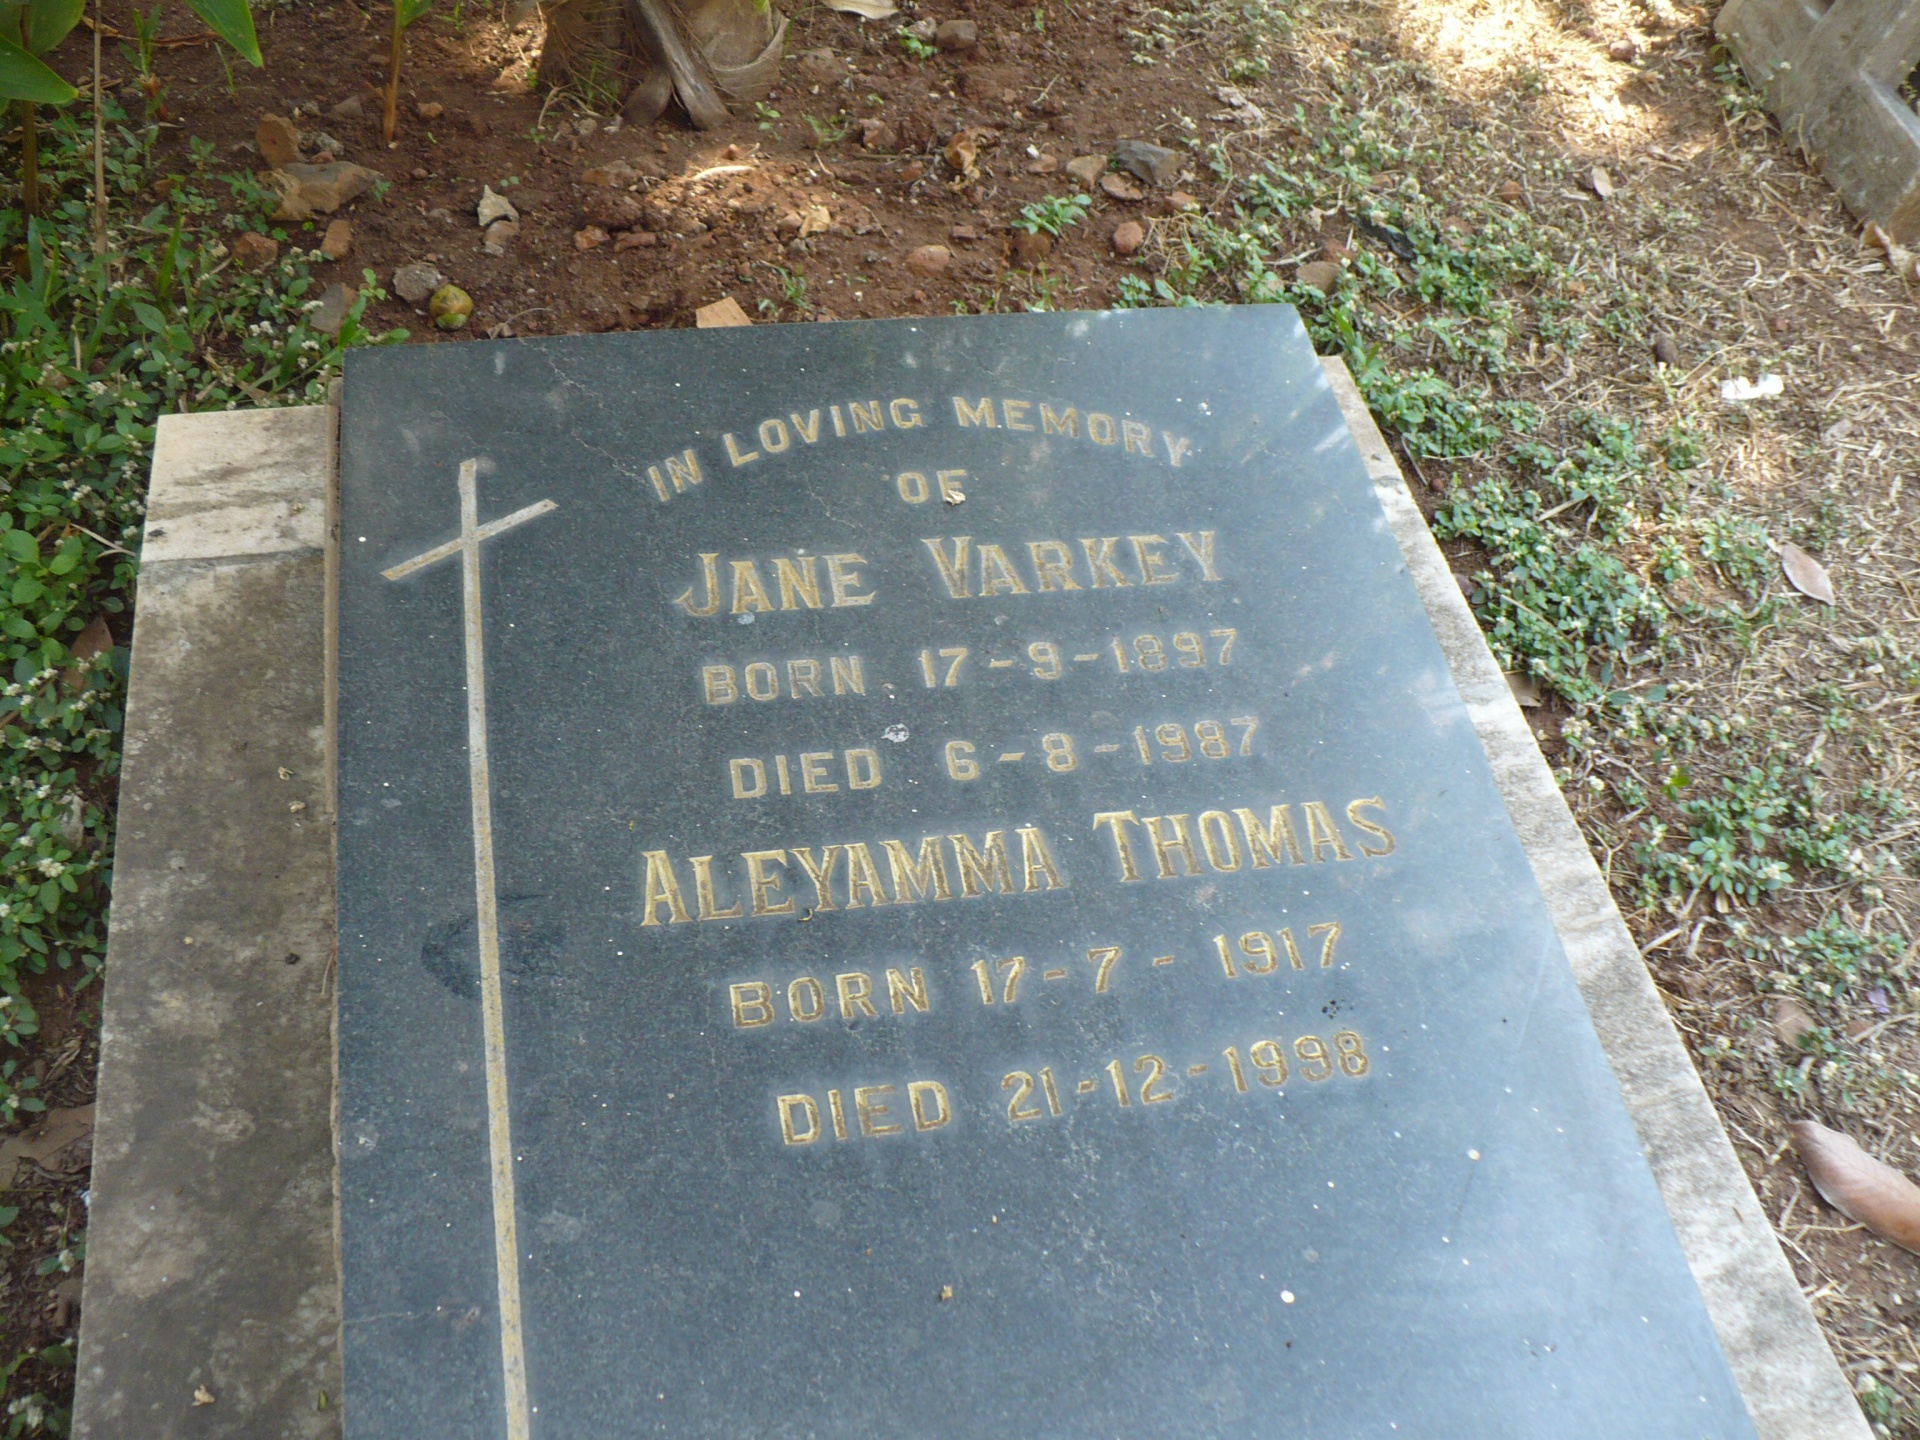 IN LOVING MEMORY
OF
JANE VARKEY
BORN 17-9-1897
DIED 6-8-1987
ALEYAMMA THOMAS
BORN 17-7-1917
DIED 21-12-1998